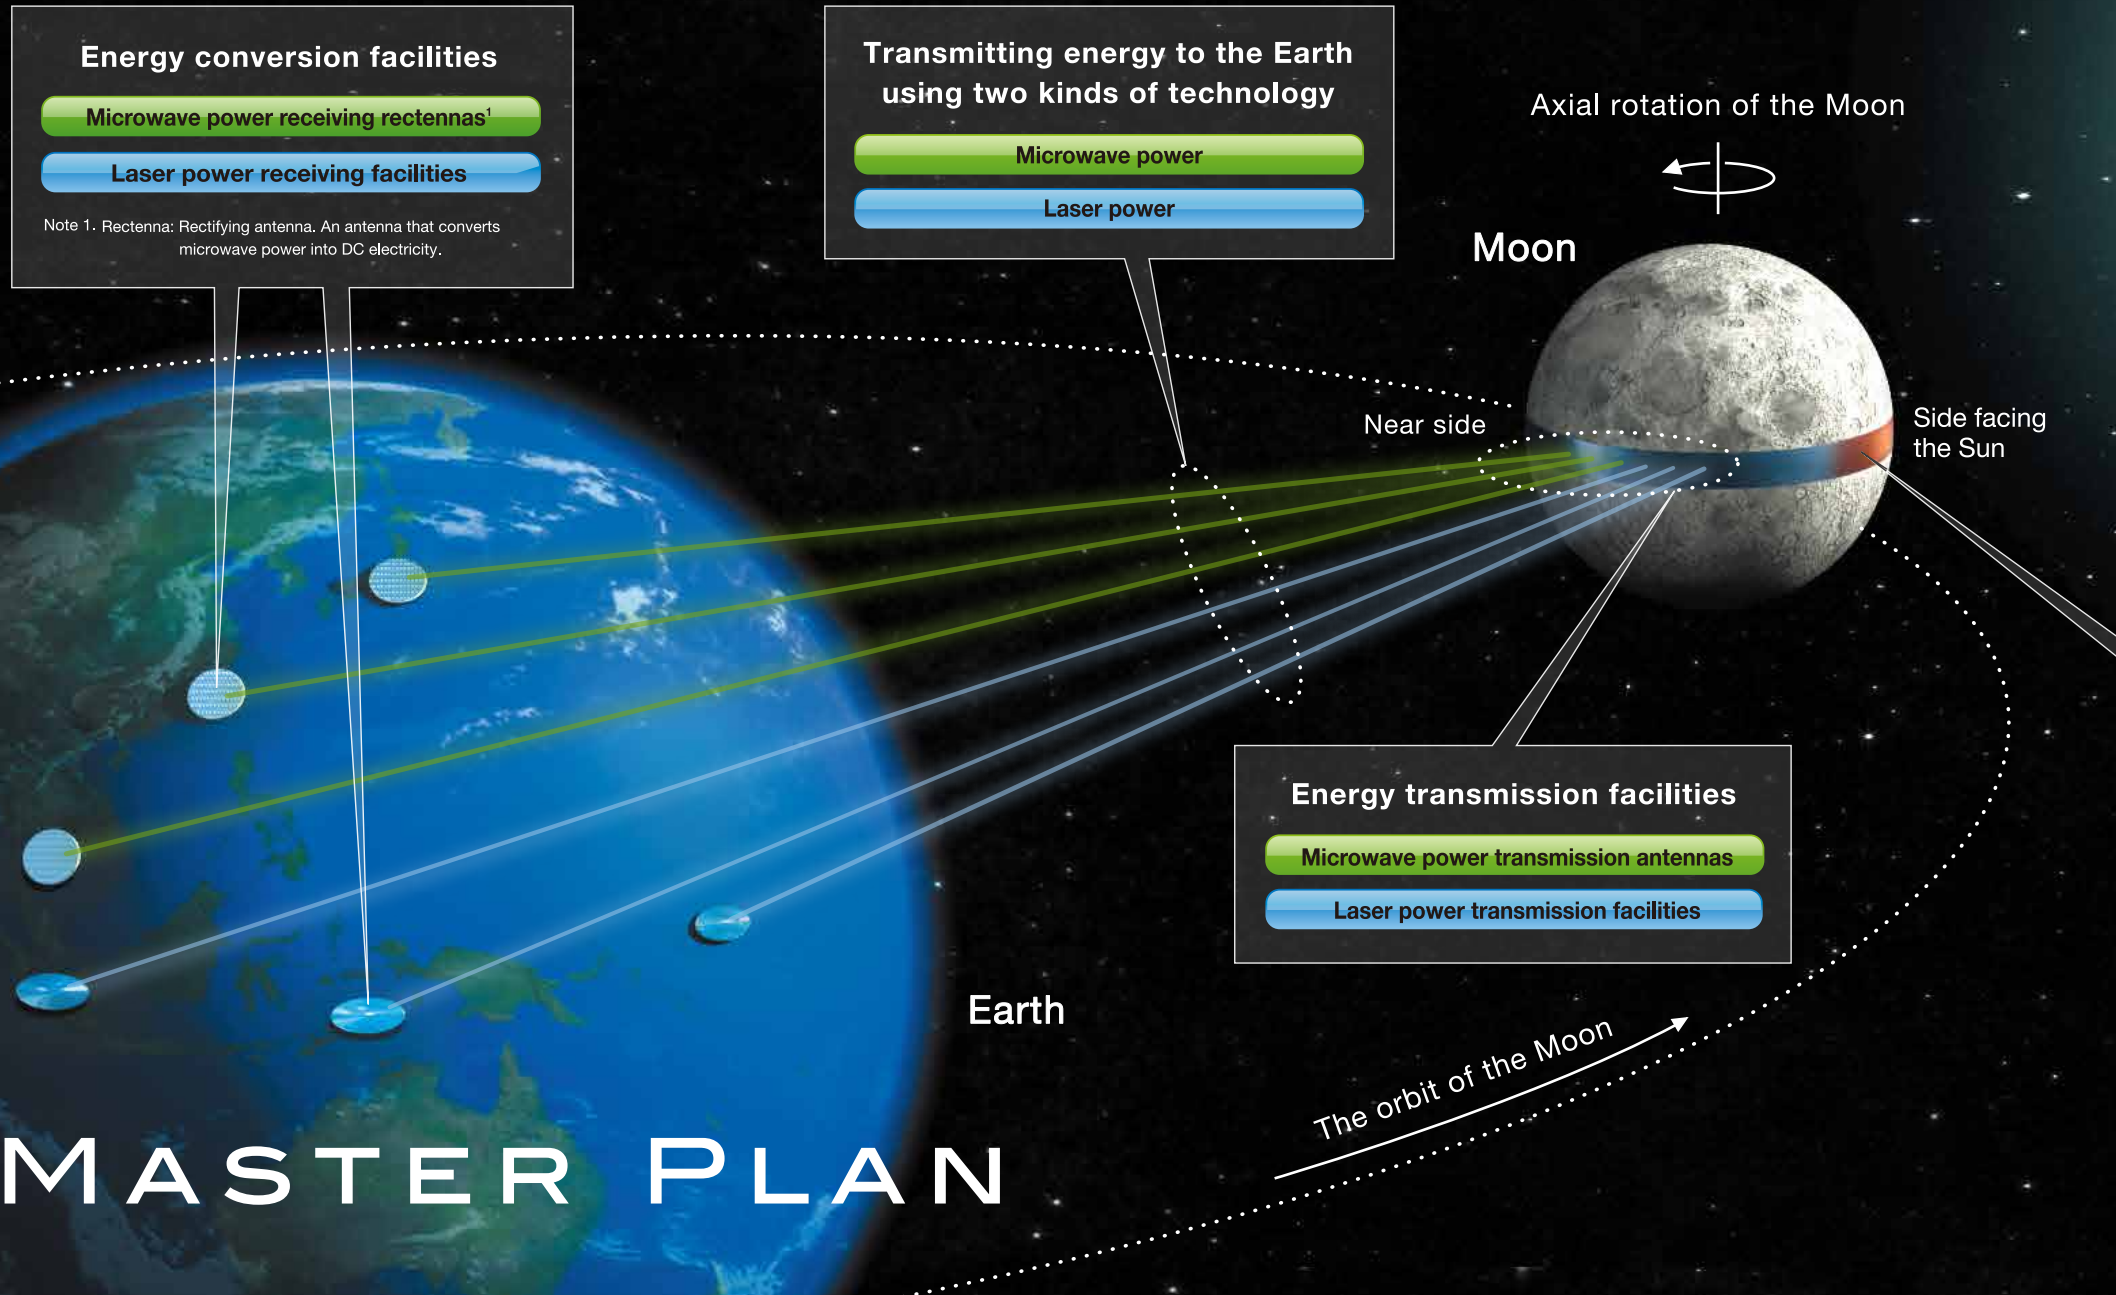 Energy conversion facilities
Microwave power receiving rectennas¹
Laser power receiving facilities
Note 1. Rectenna: Rectifying antenna. An antenna that converts
microwave power into DC electricity.
Transmitting energy to the Earth
using two kinds of technology
Microwave power
Laser power
Axial rotation of the Moon
Moon
Near side
Side facing
the Sun
Energy transmission facilities
Microwave power transmission antennas
Laser power transmission facilities
Earth
The orbit of the Moon
MASTER PLAN